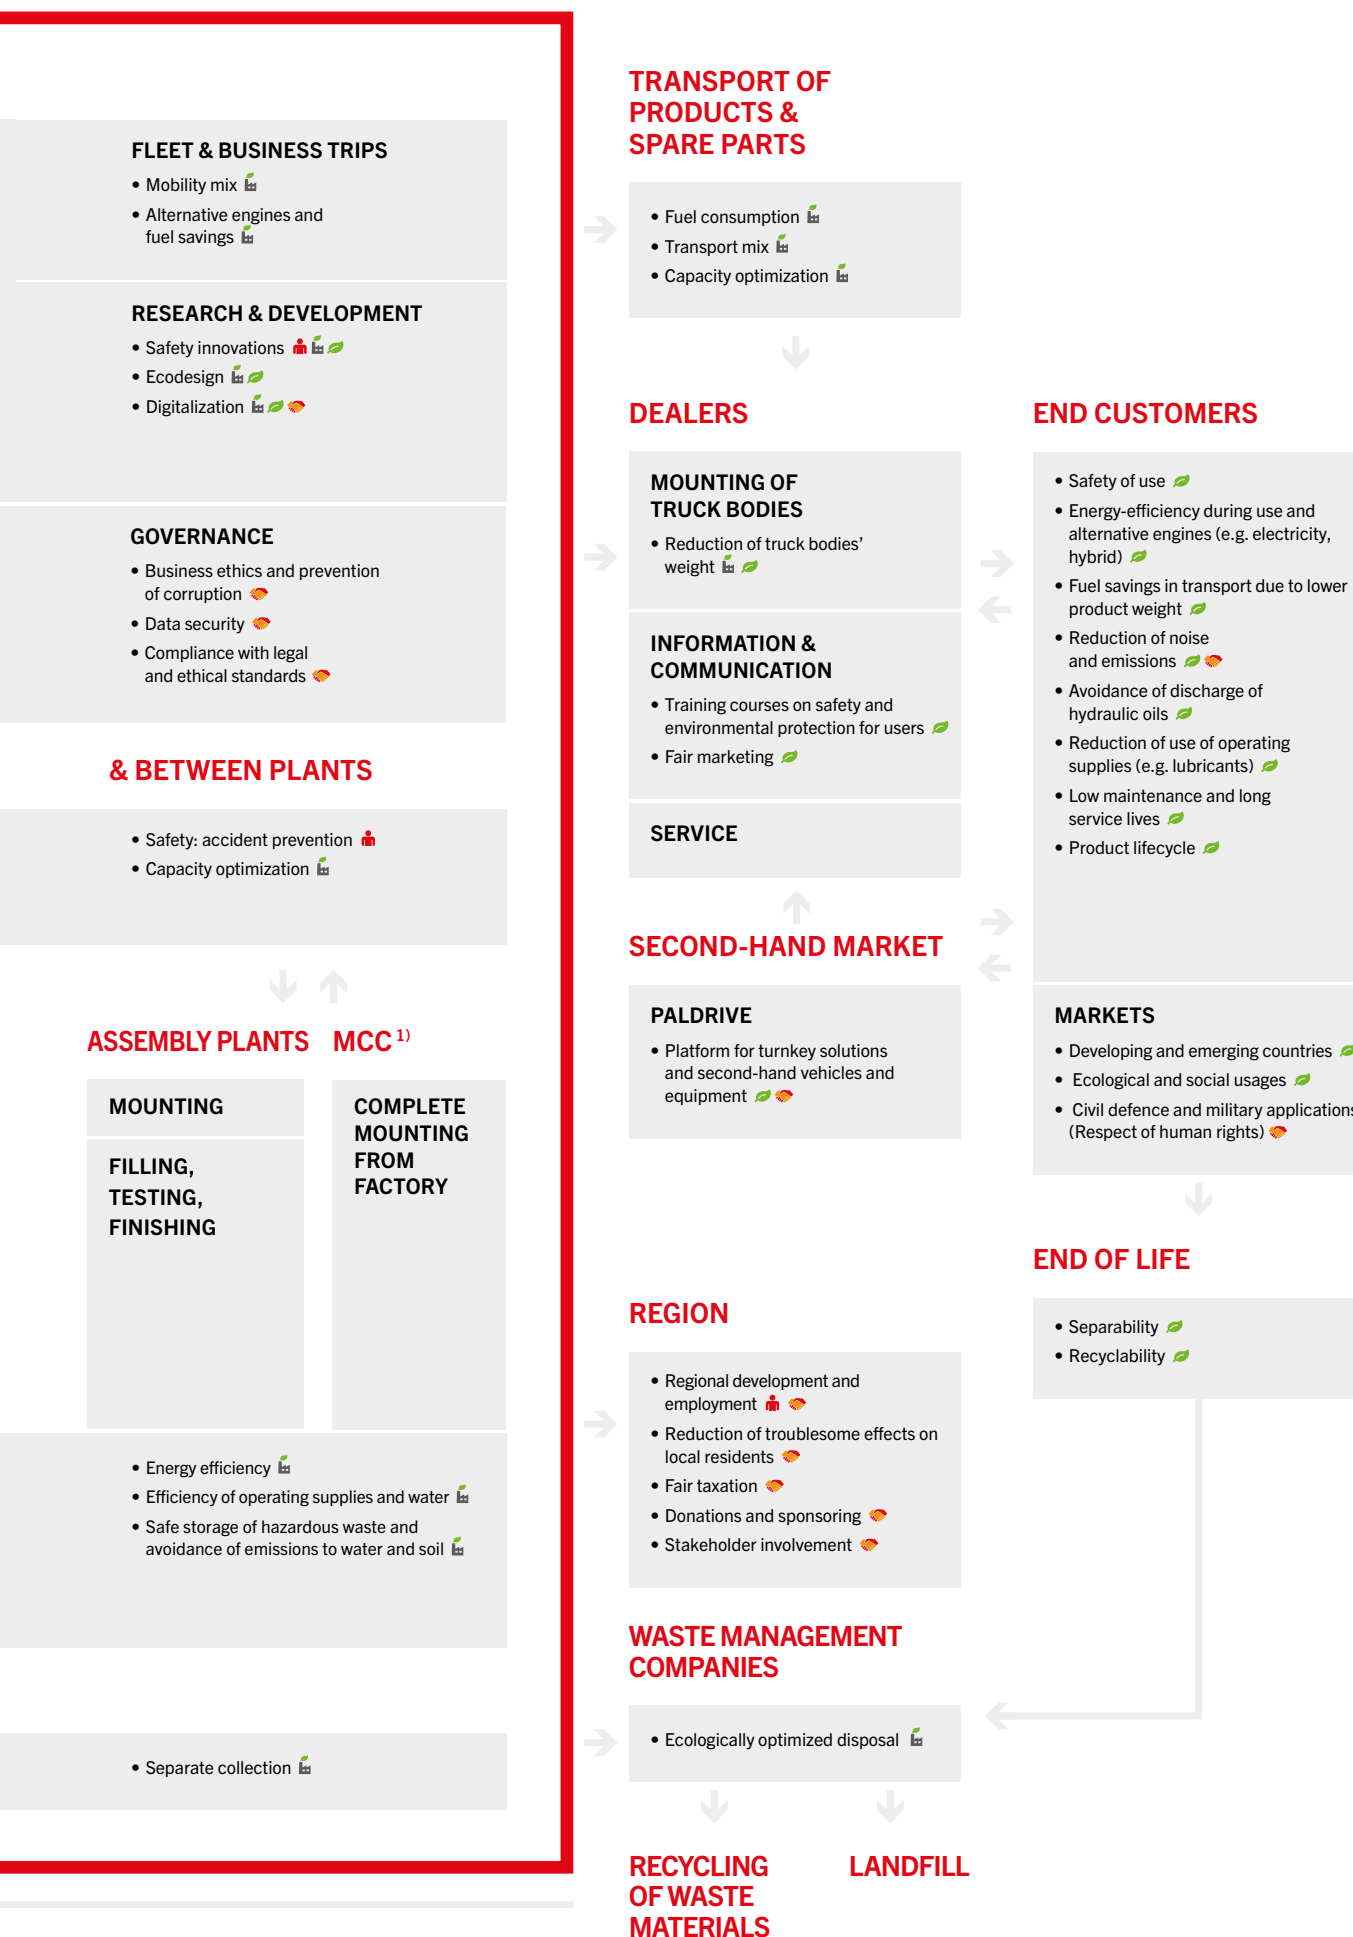 FLEET & BUSINESS TRIPS
• Mobility mix
• Alternative engines and
fuel savings
RESEARCH & DEVELOPMENT
• Safety innovations
• Ecodesign
• Digitalization
GOVERNANCE
• Business ethics and prevention
of corruption
• Data security
• Compliance with legal
and ethical standards
& BETWEEN PLANTS
• Safety: accident prevention
• Capacity optimization
ASSEMBLY PLANTS
MOUNTING
FILLING,
TESTING,
FINISHING
MCC 1)
COMPLETE
MOUNTING
FROM
FACTORY
• Energy efficiency
• Efficiency of operating supplies and water
• Safe storage of hazardous waste and
avoidance of emissions to water and soil
• Separate collection
TRANSPORT OF
PRODUCTS &
SPARE PARTS
• Fuel consumption
• Transport mix
• Capacity optimization
DEALERS
MOUNTING OF
TRUCK BODIES
• Reduction of truck bodies’
weight
INFORMATION &
COMMUNICATION
• Training courses on safety and
environmental protection for users
• Fair marketing
SERVICE
SECOND-HAND MARKET
PALDRIVE
• Platform for turnkey solutions
and second-hand vehicles and
equipment
REGION
• Regional development and
employment
• Reduction of troublesome effects on
local residents
• Fair taxation
• Donations and sponsoring
• Stakeholder involvement
WASTE MANAGEMENT
COMPANIES
• Ecologically optimized disposal
RECYCLING
OF WASTE
MATERIALS
LANDFILL
END CUSTOMERS
• Safety of use
• Energy-efficiency during use and
alternative engines (e.g. electricity,
hybrid)
• Fuel savings in transport due to lower
product weight
• Reduction of noise
and emissions
• Avoidance of discharge of
hydraulic oils
• Reduction of use of operating
supplies (e.g. lubricants)
• Low maintenance and long
service lives
• Product lifecycle
MARKETS
• Developing and emerging countries
• Ecological and social usages
• Civil defence and military applications
(Respect of human rights)
END OF LIFE
• Separability
• Recyclability